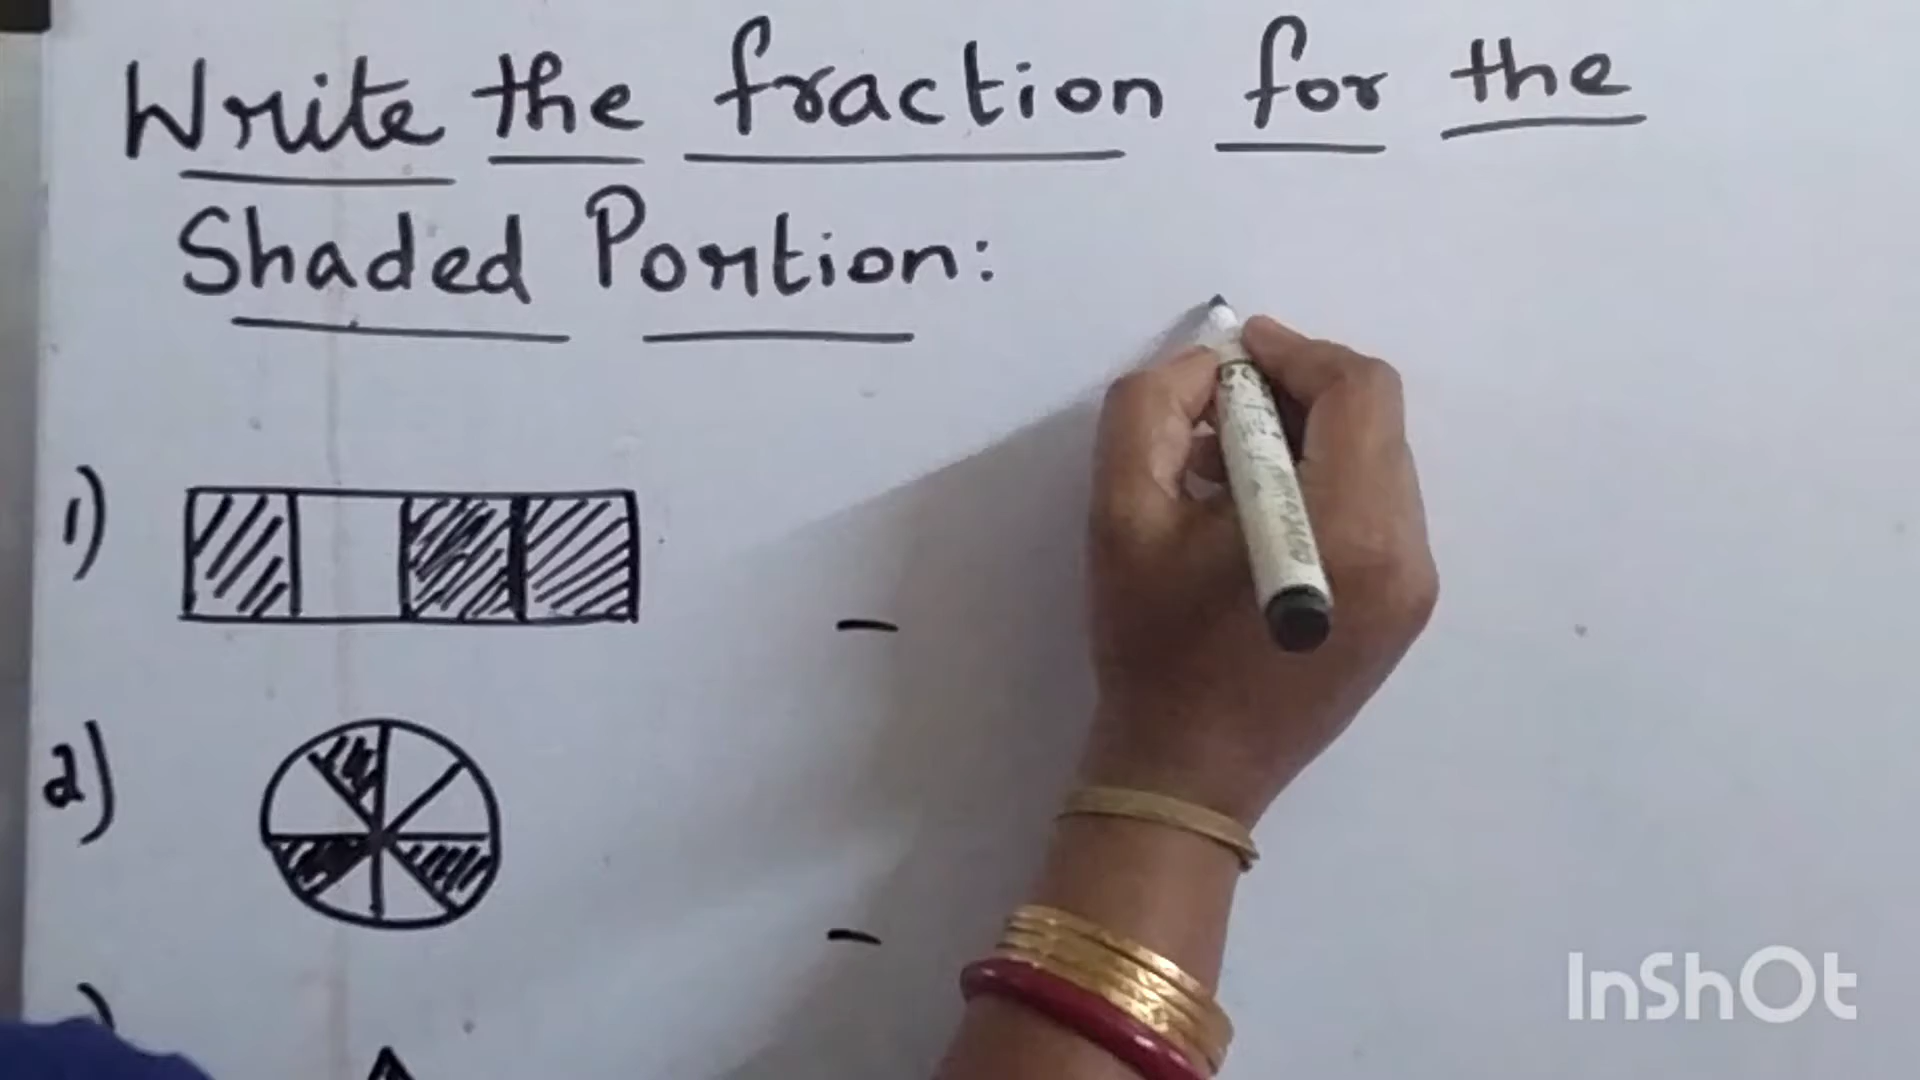 Write the fraction for the
Shaded Portion:
1)
2)
InShOt